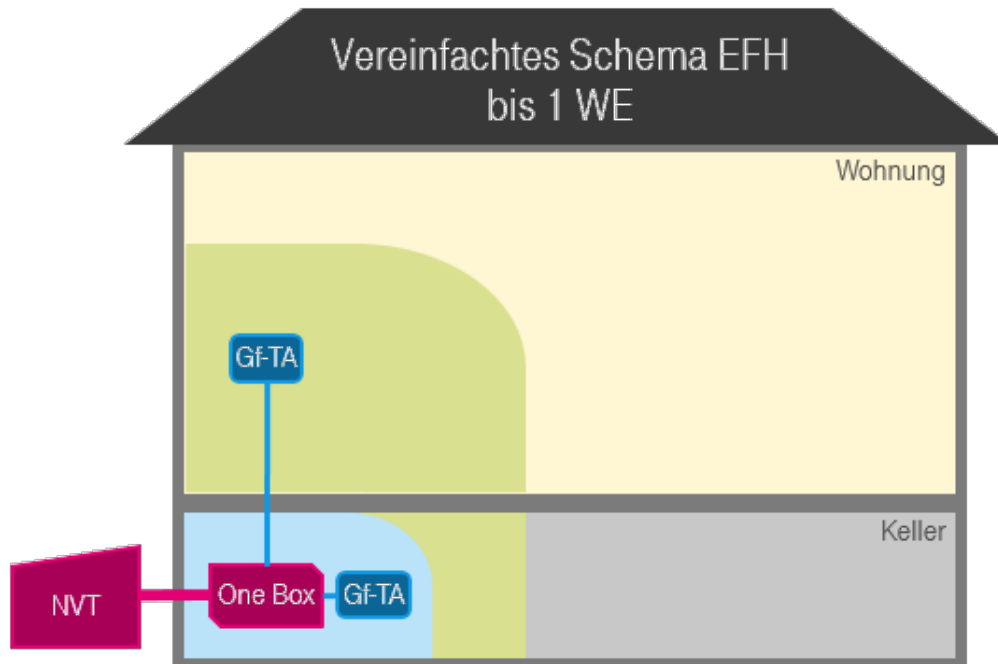 Vereinfachtes Schema EFH
bis 1 WE
Wohnung
Gf-TA
Keller
NVT
One Box
Gf-TA